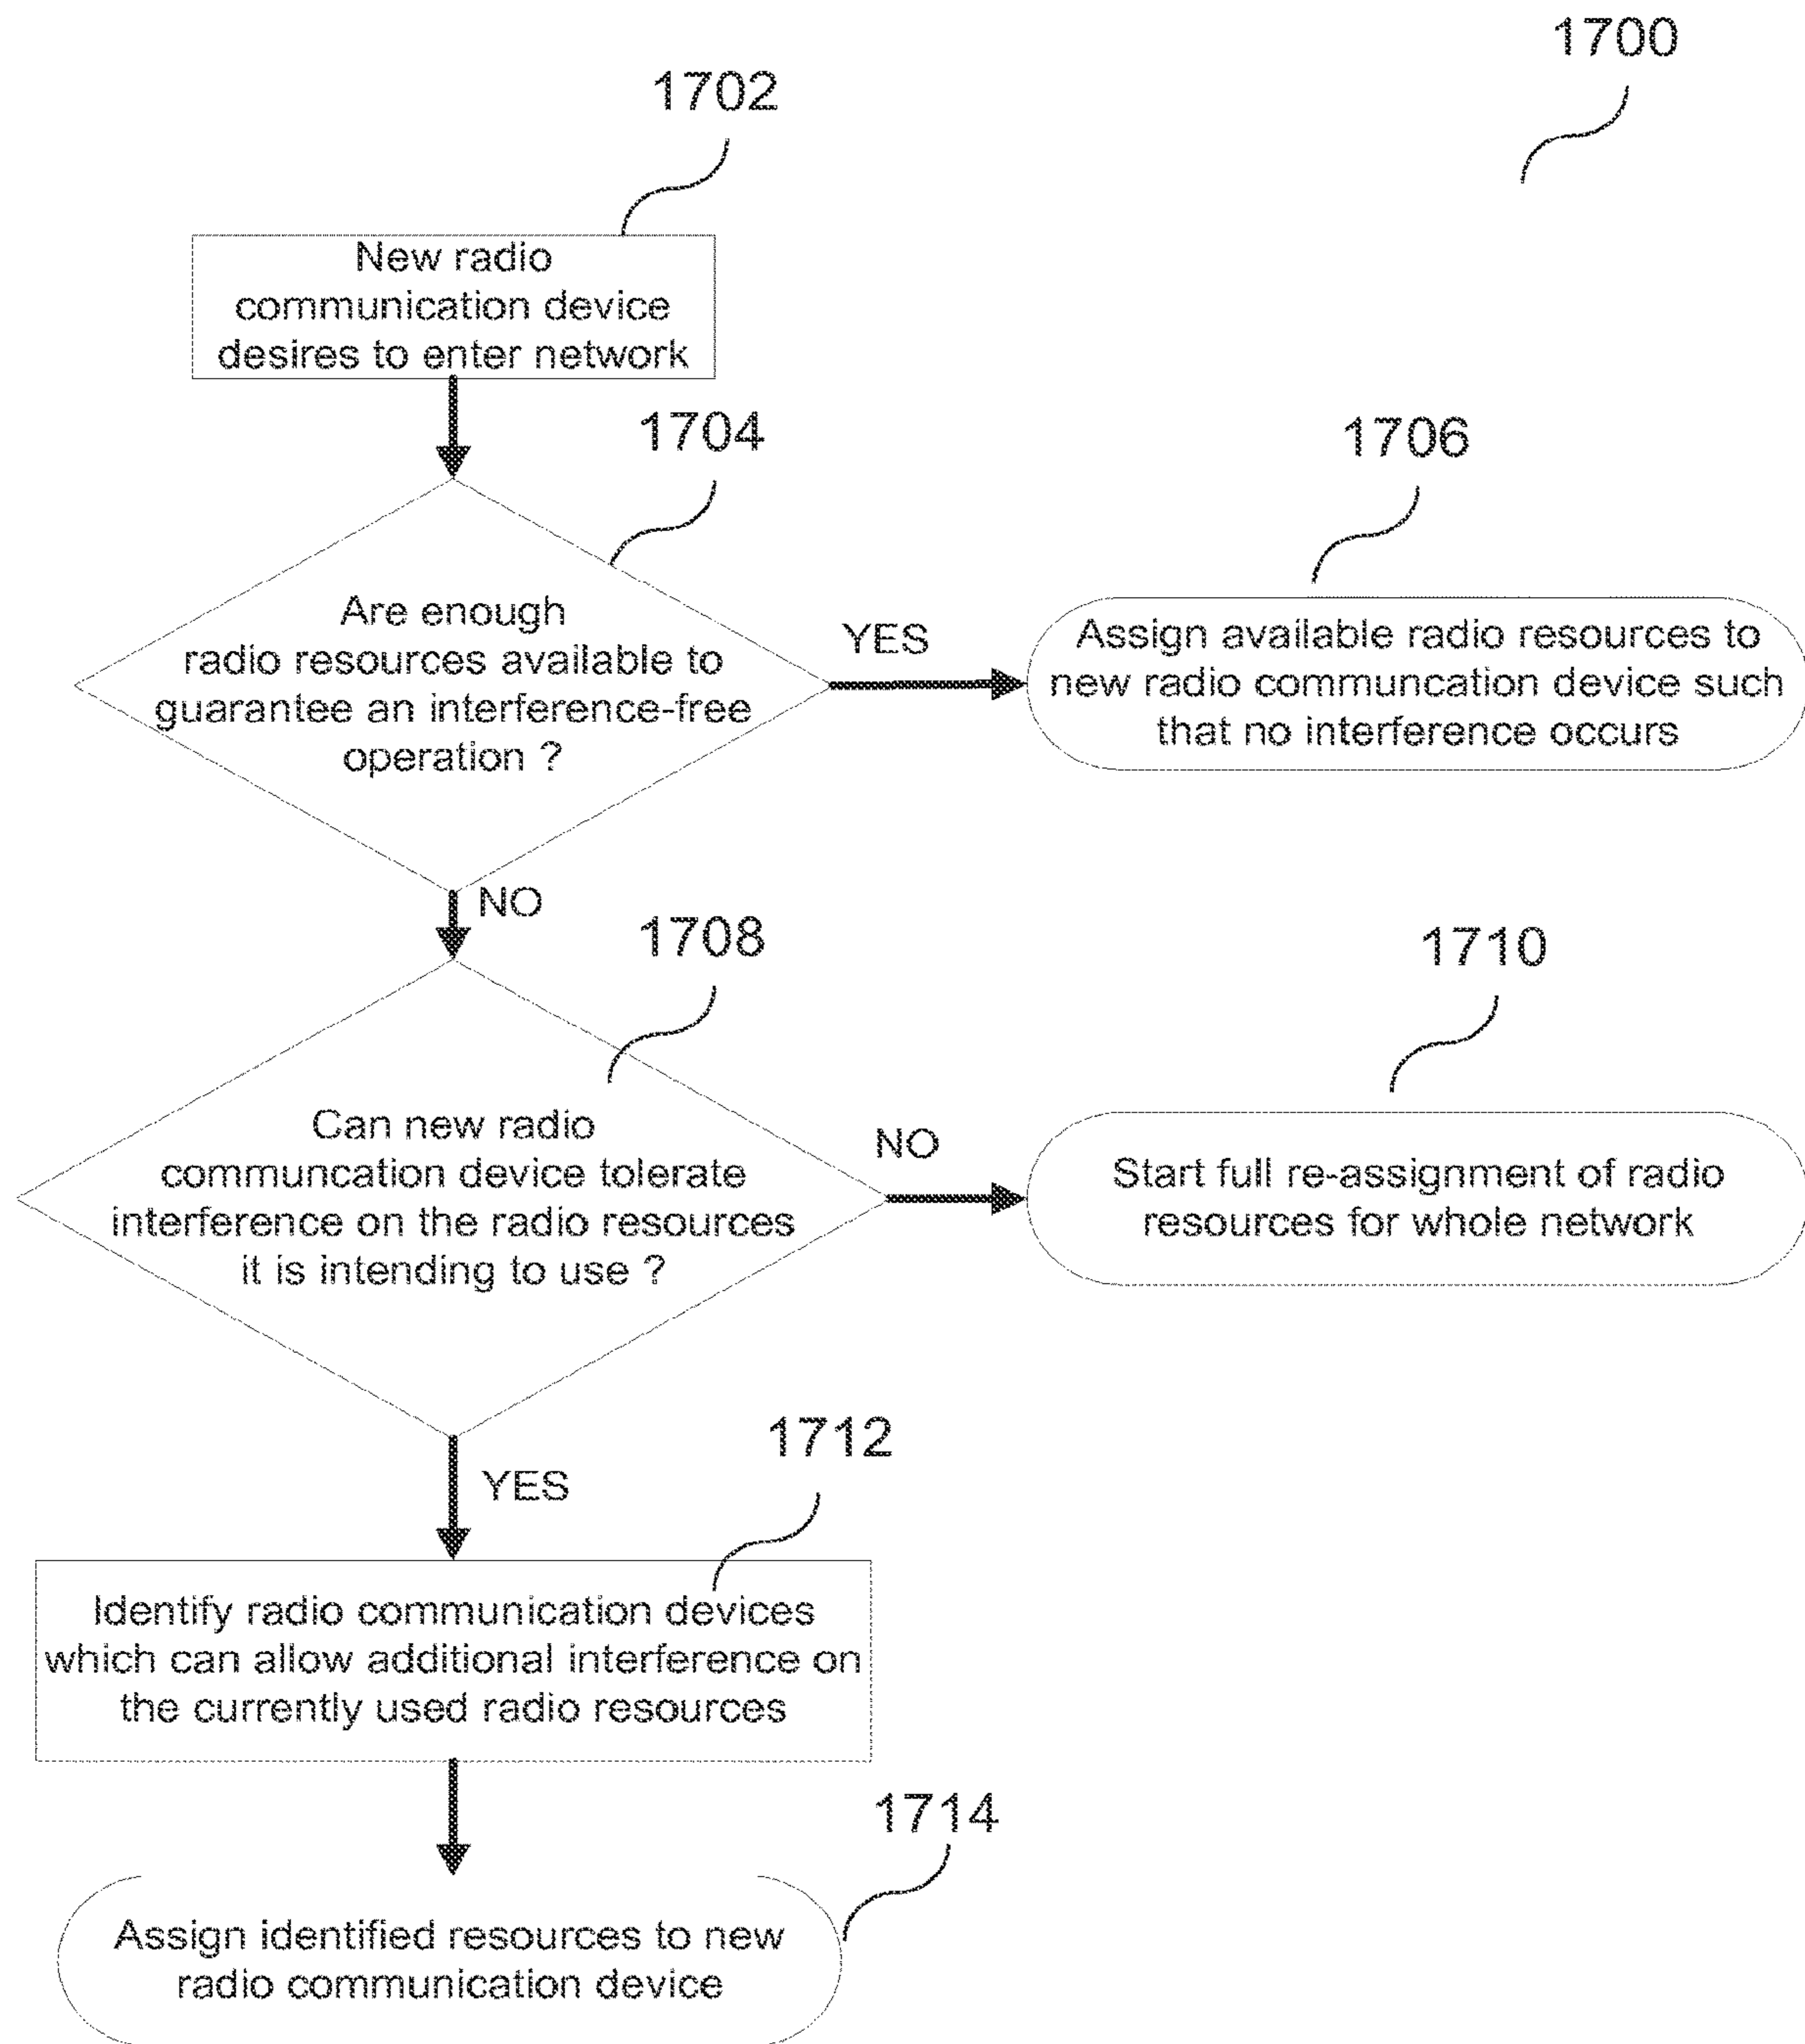 1700
1702
New radio
communication device
desires to enter network
1704
Are enough
radio resources available to
guarantee an interference-free
operation ?
YES
1706
Assign available radio resources to
new radio communcation device such
that no interference occurs
NO
1708
Can new radio
communcation device tolerate
interference on the radio resources
it is intending to use ?
NO
1710
Start full re-assignment of radio
resources for whole network
YES
1712
Identify radio communication devices
which can allow additional interference on
the currently used radio resources
1714
Assign identified resources to new
radio communication device